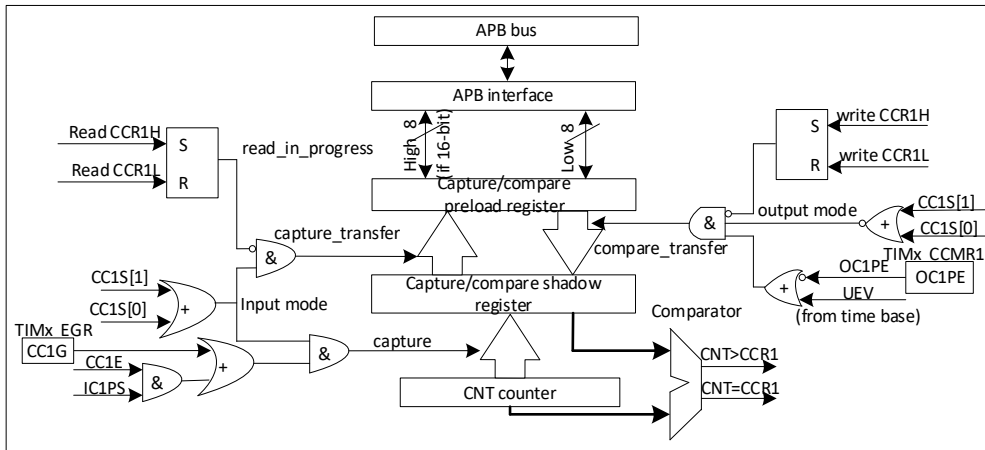 APB bus
APB interface
High 8
(if 16-bit)
Low 8
Read CCR1H
Read CCR1L
S
R
read_in_progress
write CCR1H
write CCR1L
S
R
Capture/compare
preload register
capture_transfer
&
compare_transfer
&
output mode
+
CC1S[1]
CC1S[0]
TIMx_CCMR1
OC1PE
OC1PE
UEV
(from time base)
+
Capture/compare shadow
register
CC1S[1]
CC1S[0]
+
Input mode
Comparator
TIMx_EGR
CC1G
CC1E
IC1PS
&
+
&
capture
CNT counter
CNT>CCR1
CNT=CCR1